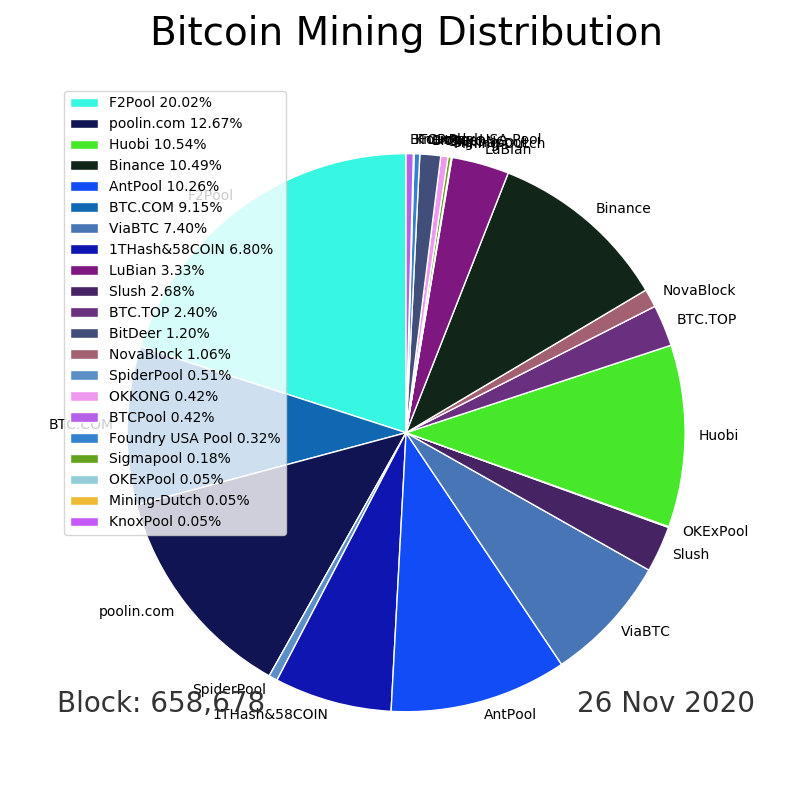 Bitcoin Mining Distribution
F2Pool 20.02%
poolin.com 12.67%
Huobi 10.54%
Binance 10.49%
AntPool 10.26%
BTC.COM 9.15%
ViaBTC 7.40%
1THash&58COIN 6.80%
LuBian 3.33%
Slush 2.68%
BTC.TOP 2.40%
BitDeer 1.20%
NovaBlock 1.06%
SpiderPool 0.51%
OKKONG 0.42%
BTCPool 0.42%
Foundry USA Pool 0.32%
Sigmapool 0.18%
OKExPool 0.05%
Mining-Dutch 0.05%
KnoxPool 0.05%
F2Pool
LuBian
Binance
NovaBlock
BTC.TOP
BTC.COM
Huobi
OKExPool
Slush
poolin.com
ViaBTC
SpiderPool
1THash&58COIN
AntPool
Block: 658,678
26 Nov 2020